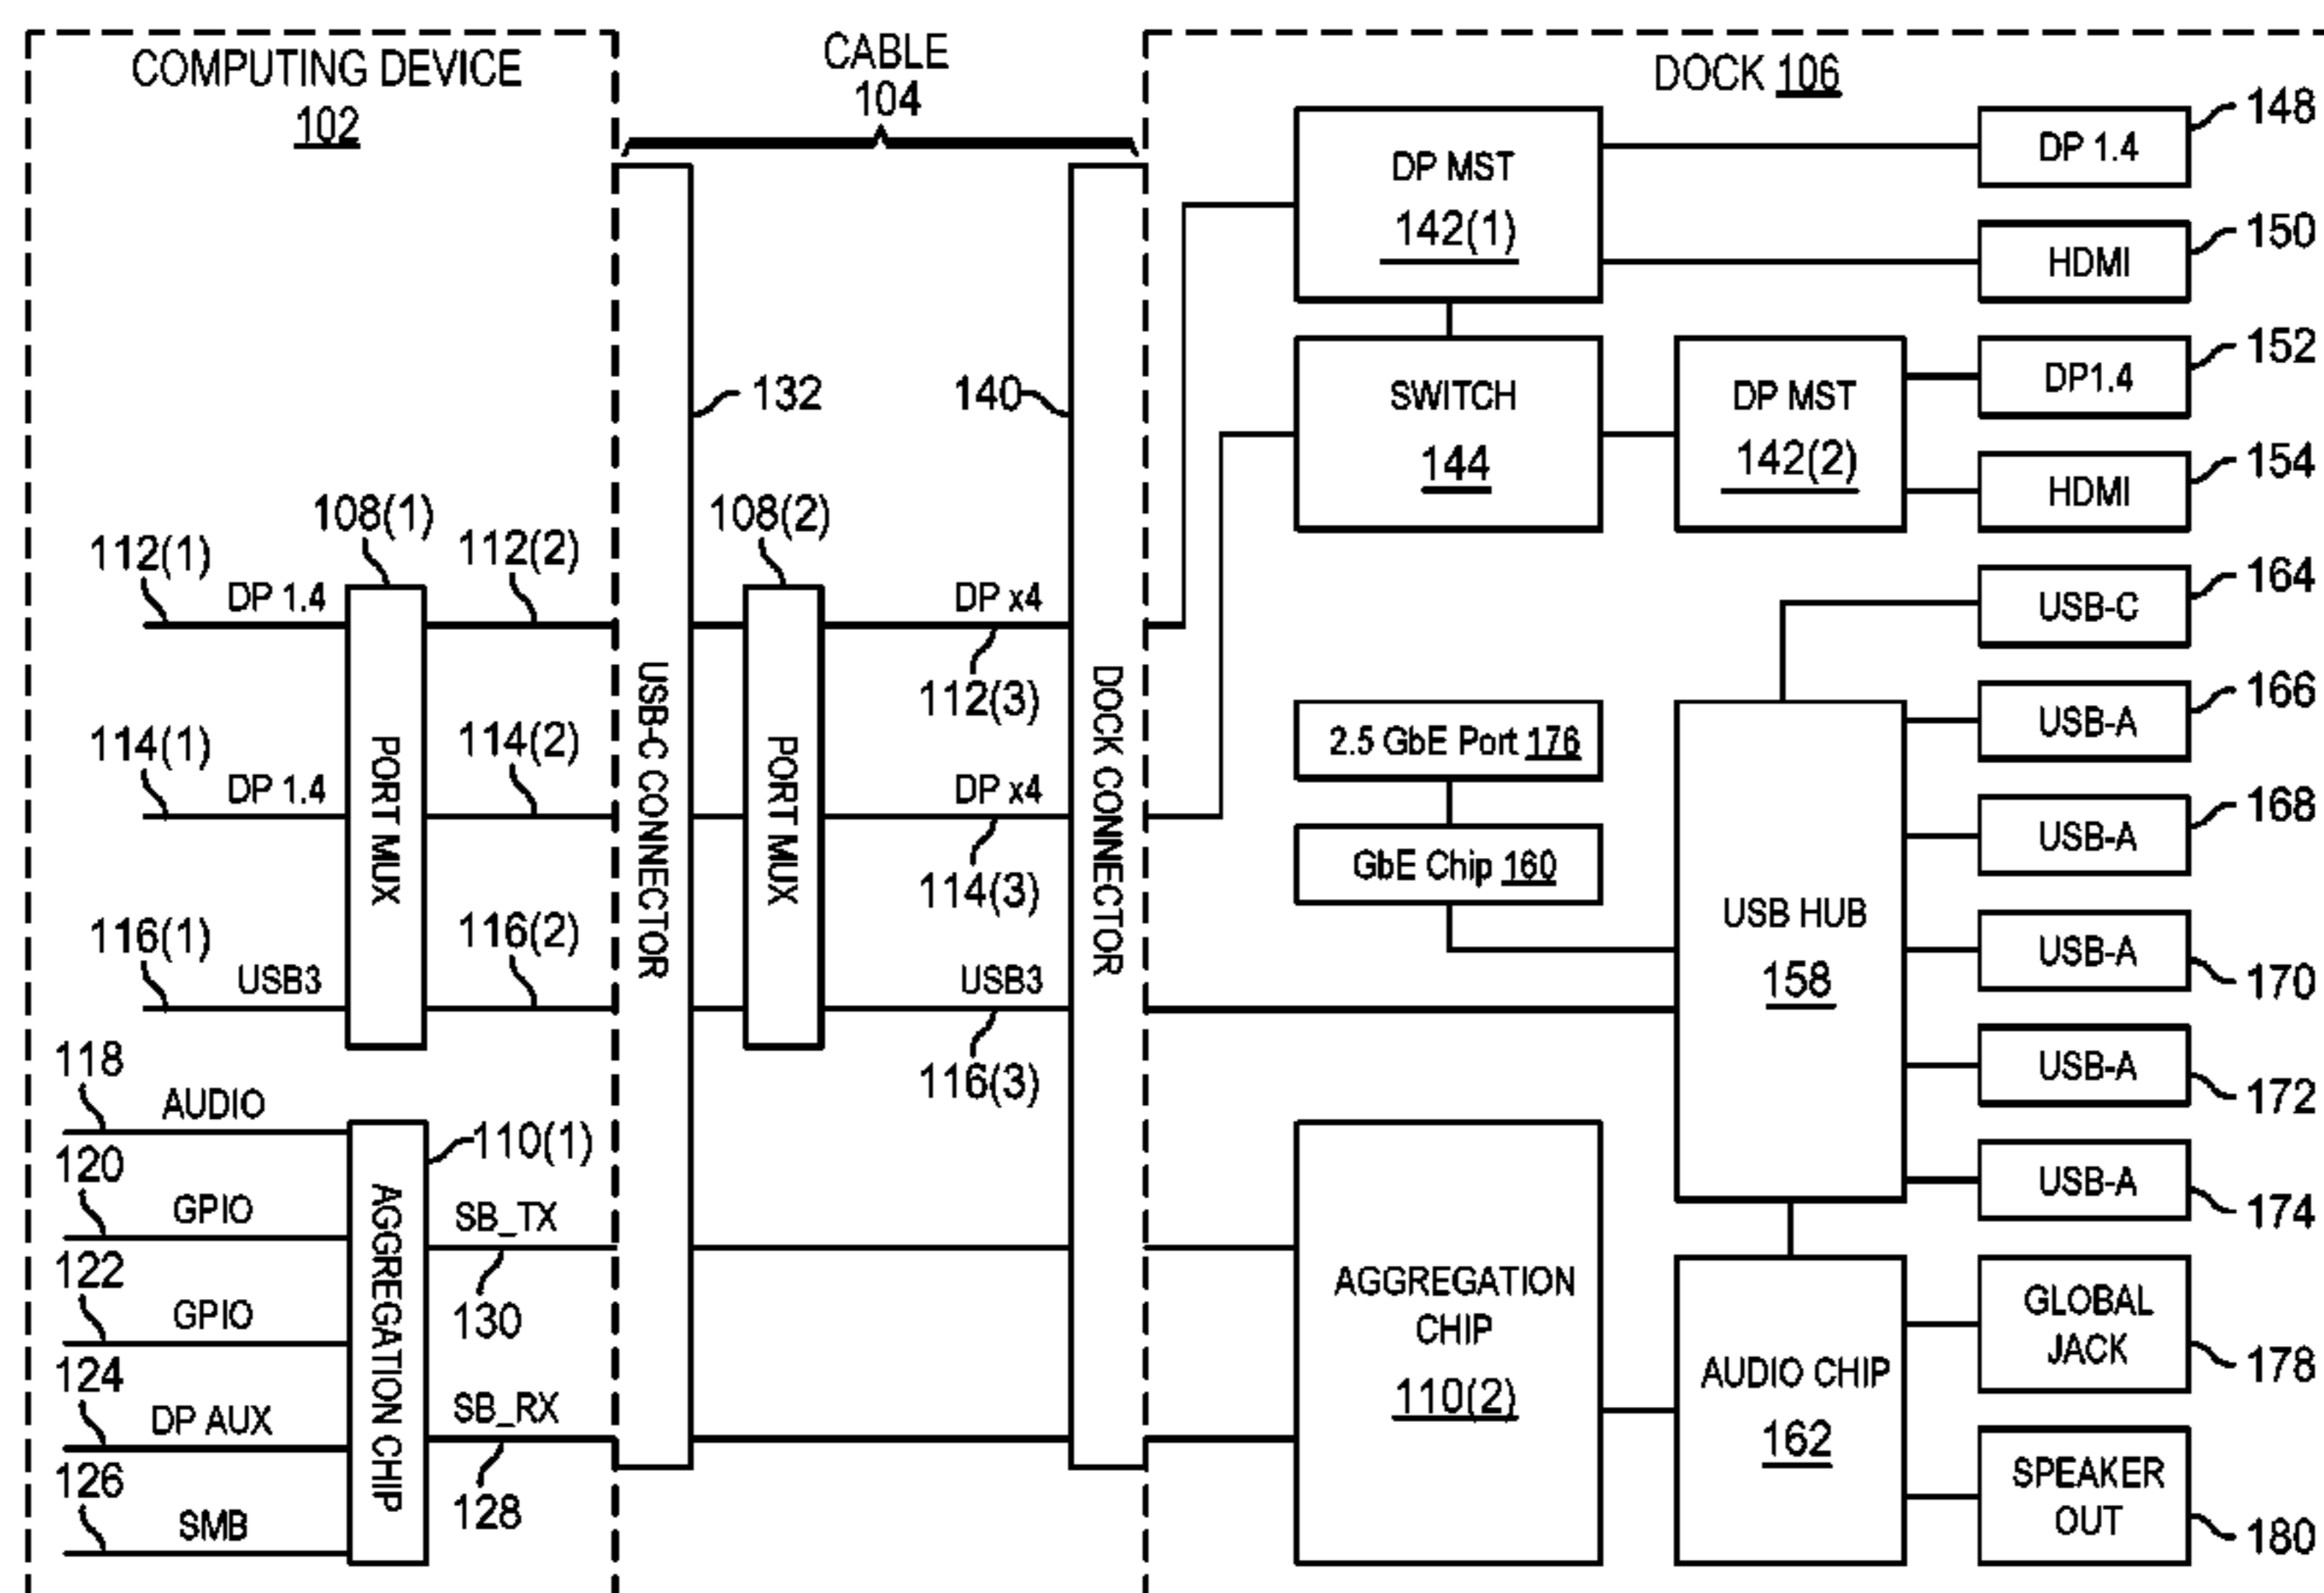 COMPUTING DEVICE
102
CABLE
104
DOCK 106
DP MST
142(1)
DP 1.4
148
HDMI
150
SWITCH
144
DP MST
142(2)
DP1.4
152
HDMI
154
132
140
108(1)
108(2)
112(1)
DP 1.4
112(2)
DP x4
112(3)
114(1)
DP 1.4
114(2)
DP x4
114(3)
116(1)
USB3
116(2)
USB3
116(3)
PORT MUX
USB-C CONNECTOR
PORT MUX
DOCK CONNECTOR
USB-C
164
USB-A
166
2.5 GbE Port 176
USB-A
168
GbE Chip 160
USB HUB
158
USB-A
170
USB-A
172
USB-A
174
118
AUDIO
120
GPIO
122
GPIO
124
DP AUX
126
SMB
110(1)
AGGREGATION CHIP
SB_TX
130
SB_RX
128
AGGREGATION
CHIP
110(2)
AUDIO CHIP
162
GLOBAL
JACK
178
SPEAKER
OUT
180